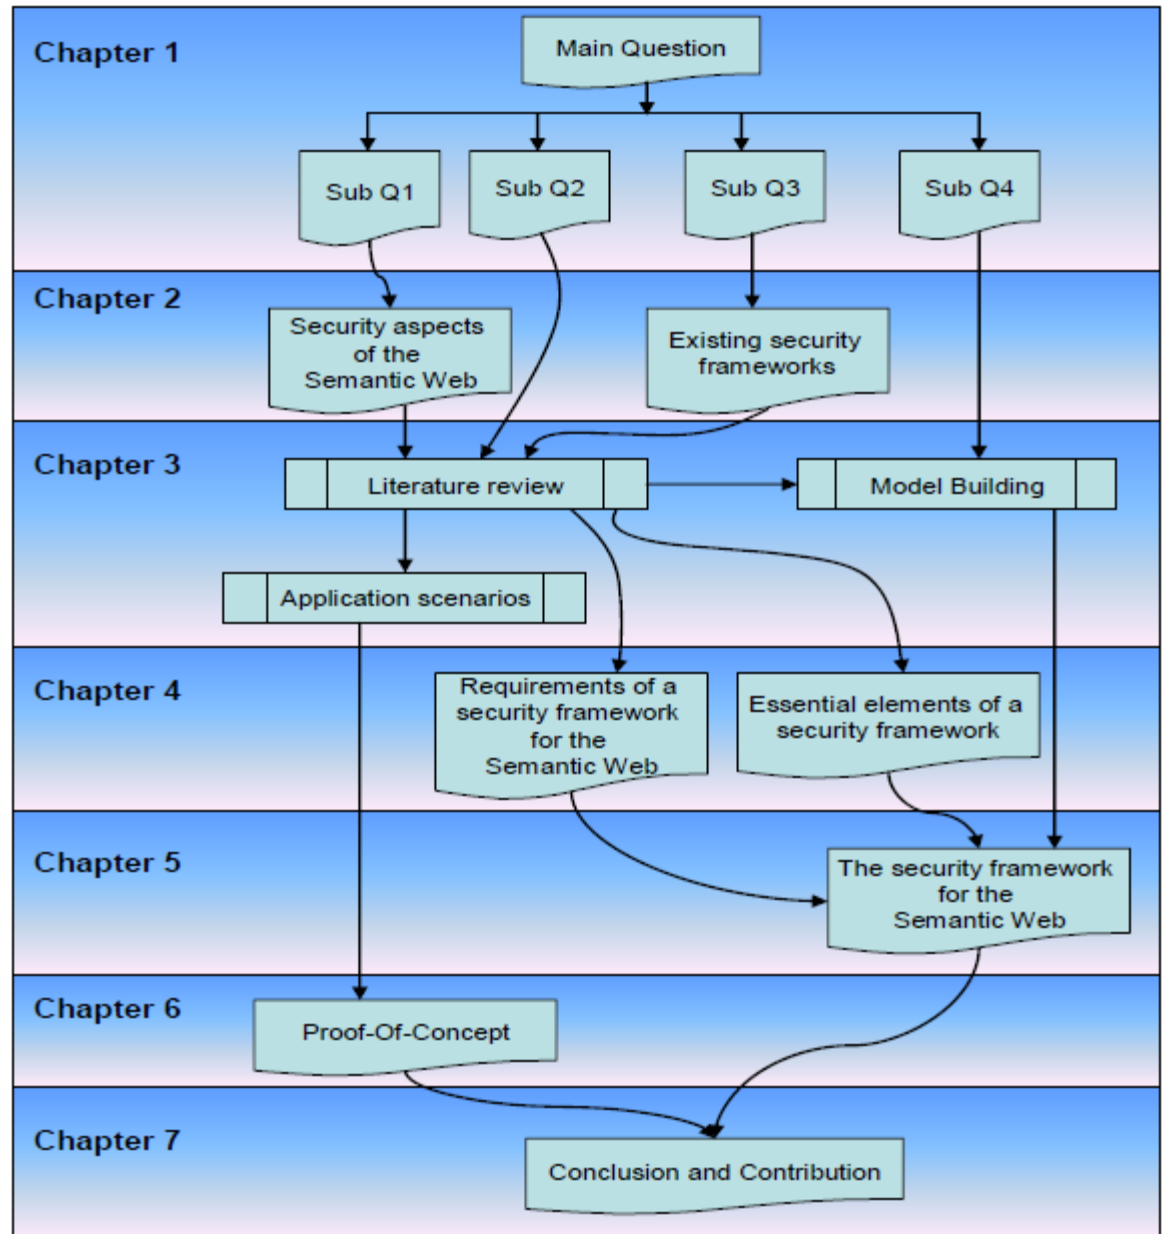 Chapter 1
Main Question
Sub Q1
Sub Q2
Sub Q3
Sub Q4
Chapter 2
Security aspects
of the
Semantic Web
Existing security
frameworks
Chapter 3
Literature review
Model Building
Application scenarios
Chapter 4
Requirements of a
security framework
for the
Semantic Web
Essential elements of a
security framework
Chapter 5
The security framework
for the
Semantic Web
Chapter 6
Proof-Of-Concept
Chapter 7
Conclusion and Contribution